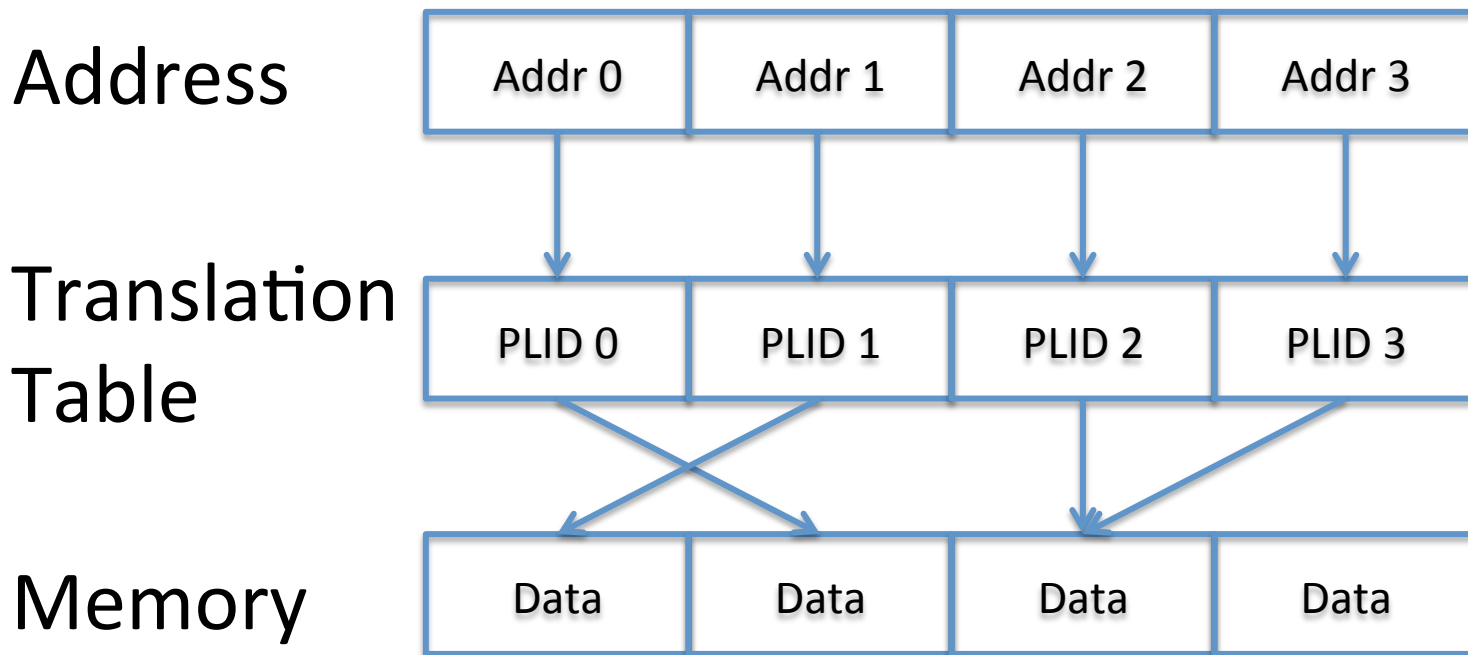 Address Addr 0 Addr 1 Addr 2 Addr 3
Translation
Table
PLID 0 PLID 1 PLID 2 PLID 3
Memory Data Data Data Data